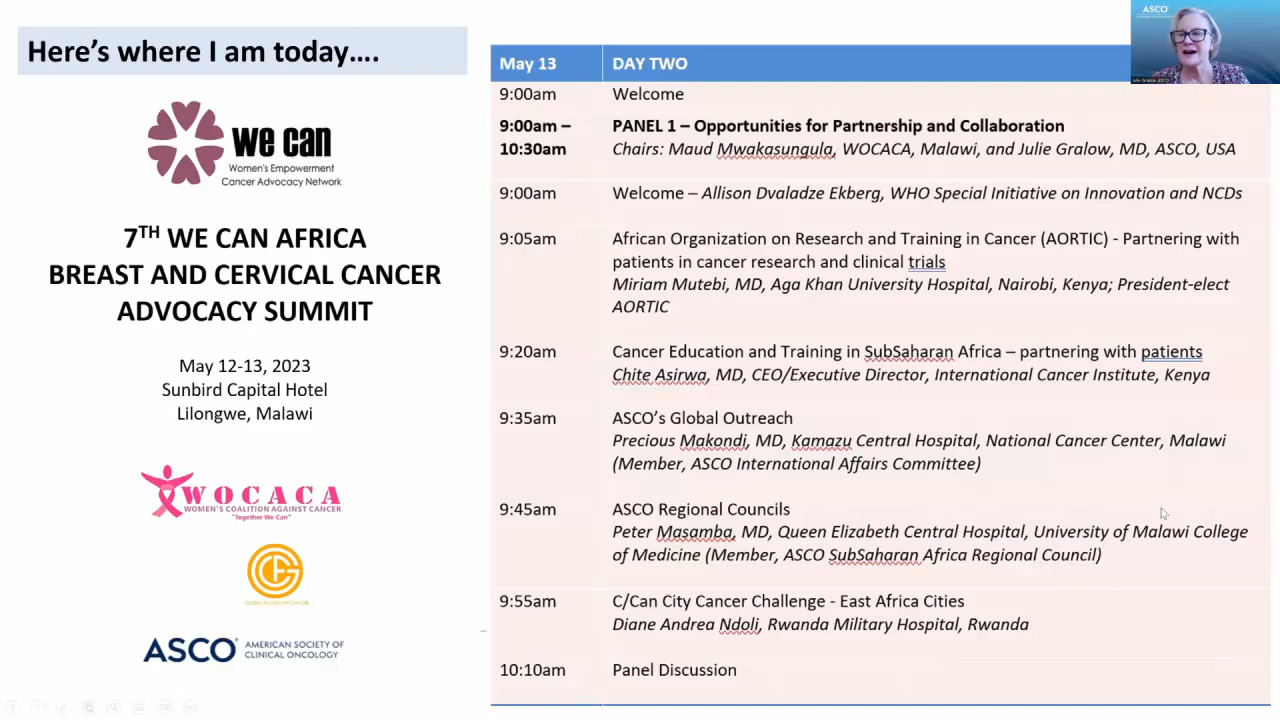 Here's where I am today….
we can
Women's Empowerment
Cancer Advocacy Network
7TH WE CAN AFRICA
BREAST AND CERVICAL CANCER
ADVOCACY SUMMIT
May 12-13, 2023
Sunbird Capital Hotel
Lilongwe, Malawi
WOCACA
WOMEN'S COALITION AGAINST CANCER
"Together We Can"
ASCO AMERICAN SOCIETY OF
CLINICAL ONCOLOGY
May 13 DAY TWO
9:00am Welcome
9:00am – PANEL 1 – Opportunities for Partnership and Collaboration
10:30am Chairs: Maud Mwakasungula, WOCACA, Malawi, and Julie Gralow, MD, ASCO, USA
9:00am Welcome – Allison Dvaladze Ekberg, WHO Special Initiative on Innovation and NCDs
9:05am African Organization on Research and Training in Cancer (AORTIC) - Partnering with
patients in cancer research and clinical trials
Miriam Mutebi, MD, Aga Khan University Hospital, Nairobi, Kenya; President-elect
AORTIC
9:20am Cancer Education and Training in SubSaharan Africa – partnering with patients
Chite Asirwa, MD, CEO/Executive Director, International Cancer Institute, Kenya
9:35am ASCO's Global Outreach
Precious Makondi, MD, Kamazu Central Hospital, National Cancer Center, Malawi
(Member, ASCO International Affairs Committee)
9:45am ASCO Regional Councils
Peter Masamba, MD, Queen Elizabeth Central Hospital, University of Malawi College
of Medicine (Member, ASCO SubSaharan Africa Regional Council)
9:55am C/Can City Cancer Challenge - East Africa Cities
Diane Andrea Ndoli, Rwanda Military Hospital, Rwanda
10:10am Panel Discussion
ASCO